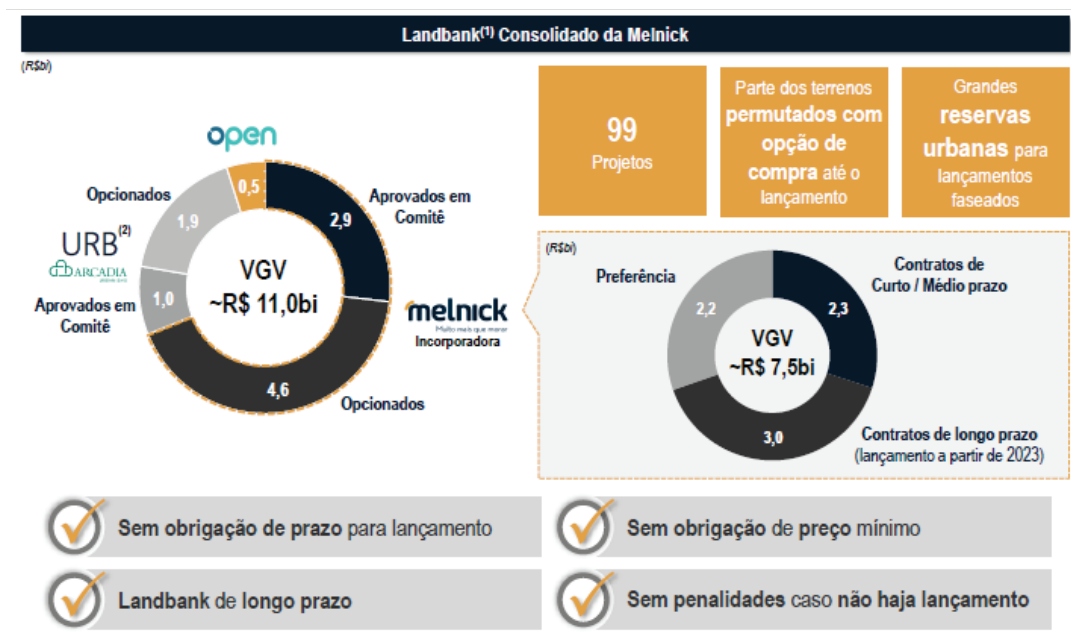 Landbank(1) Consolidado da Melnick
(R$bi)
open
Opcionados
0,5
Aprovados em
Comitê
1,9
2,9
URB(2)
ARCADIA
VGV
~R$ 11,0bi
1,0
Aprovados em
Comitê
melnick
Muito mais que morar
Incorporadora
4,6
Opcionados
99
Projetos
Parte dos terrenos
permutados com
opção de
compra até o
lançamento
Grandes
reservas
urbanas para
lançamentos
faseados
(R$bi)
Preferência
Contratos de
Curto / Médio prazo
2,2
2,3
VGV
~R$ 7,5bi
3,0
Contratos de longo prazo
(lançamento a partir de 2023)
Sem obrigação de prazo para lançamento
Sem obrigação de preço mínimo
Landbank de longo prazo
Sem penalidades caso não haja lançamento